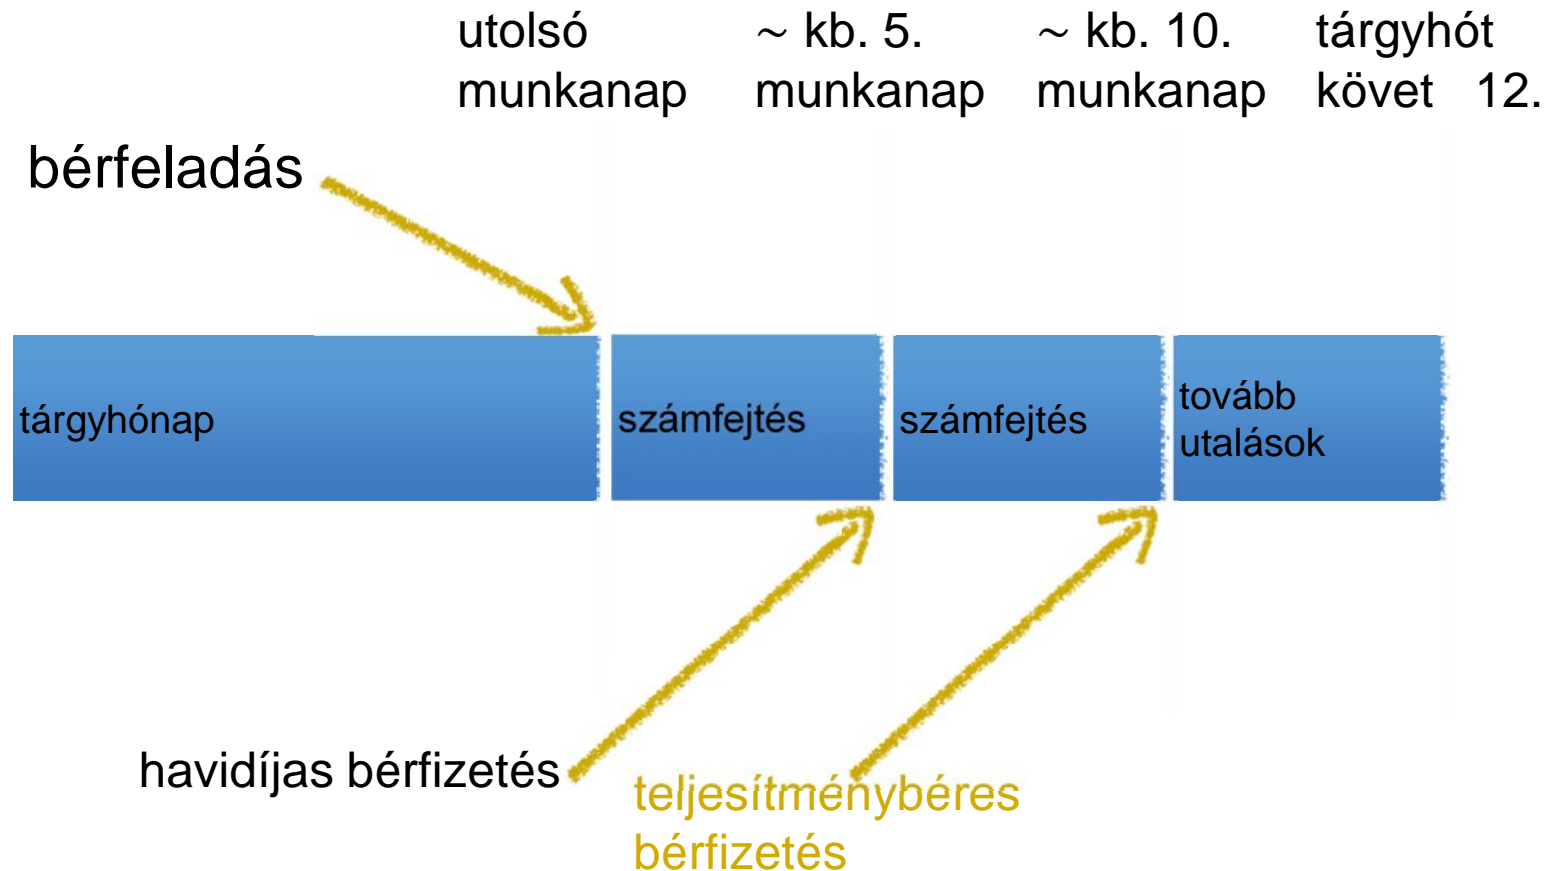 utolsó
munkanap
~ kb. 5.
munkanap
~ kb. 10.
munkanap
tárgyhót
követ 12.
bérfeladás
tárgyhónap
számfejtés
számfejtés
tovább
utalások
havidíjas bérfizetés
teljesítménybéres
bérfizetés